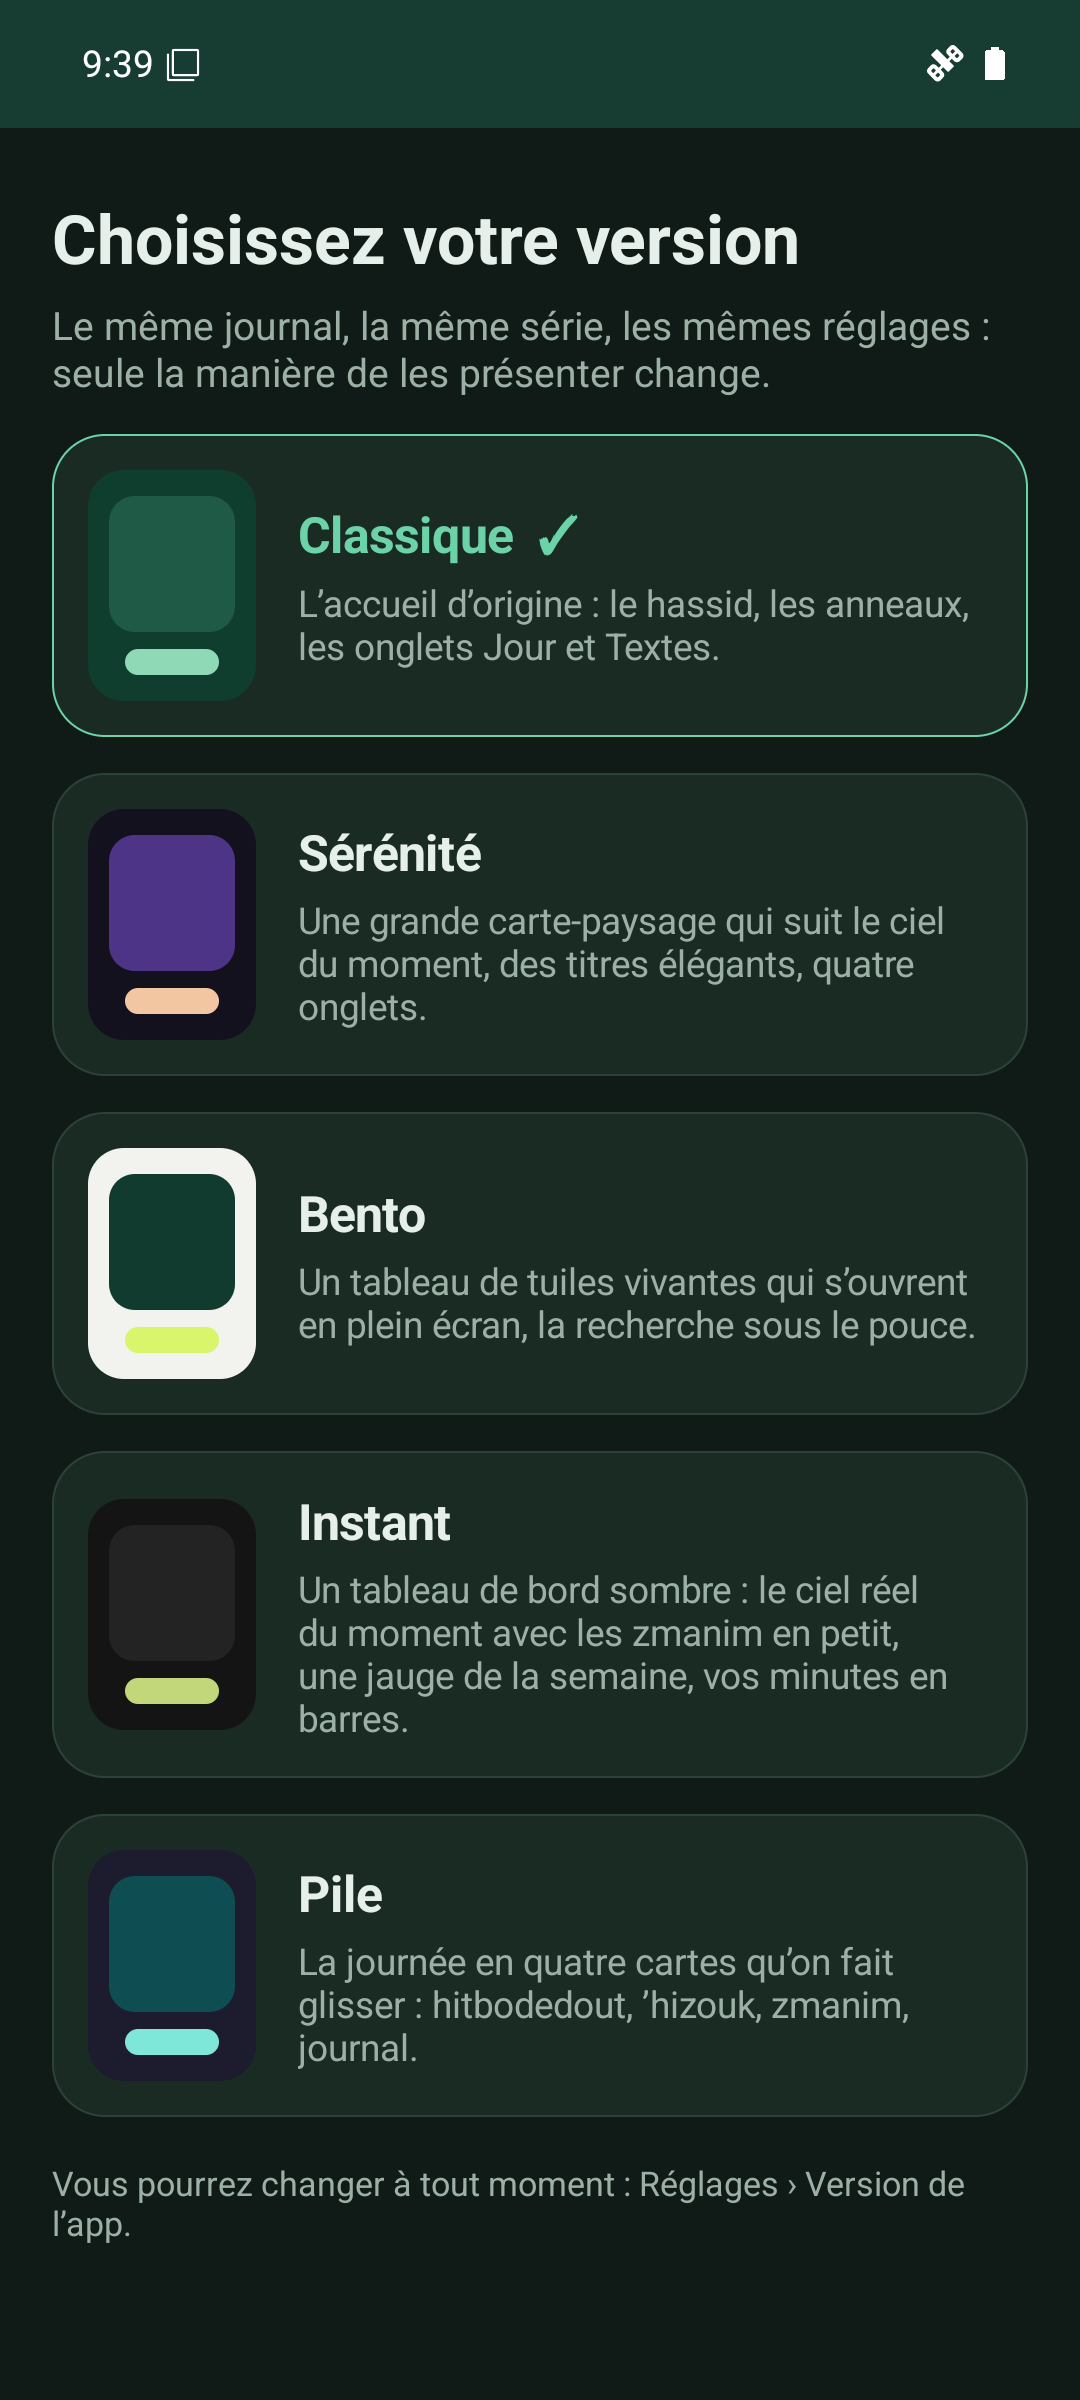 9:39
Choisissez votre version
Le même journal, la même série, les mêmes réglages :
seule la manière de les présenter change.
Classique ✓
L’accueil d’origine : le hassid, les anneaux,
les onglets Jour et Textes.
Sérénité
Une grande carte-paysage qui suit le ciel
du moment, des titres élégants, quatre
onglets.
Bento
Un tableau de tuiles vivantes qui s’ouvrent
en plein écran, la recherche sous le pouce.
Instant
Un tableau de bord sombre : le ciel réel
du moment avec les zmanim en petit,
une jauge de la semaine, vos minutes en
barres.
Pile
La journée en quatre cartes qu’on fait
glisser : hitbodedout, ’hizouk, zmanim,
journal.
Vous pourrez changer à tout moment : Réglages › Version de
l’app.